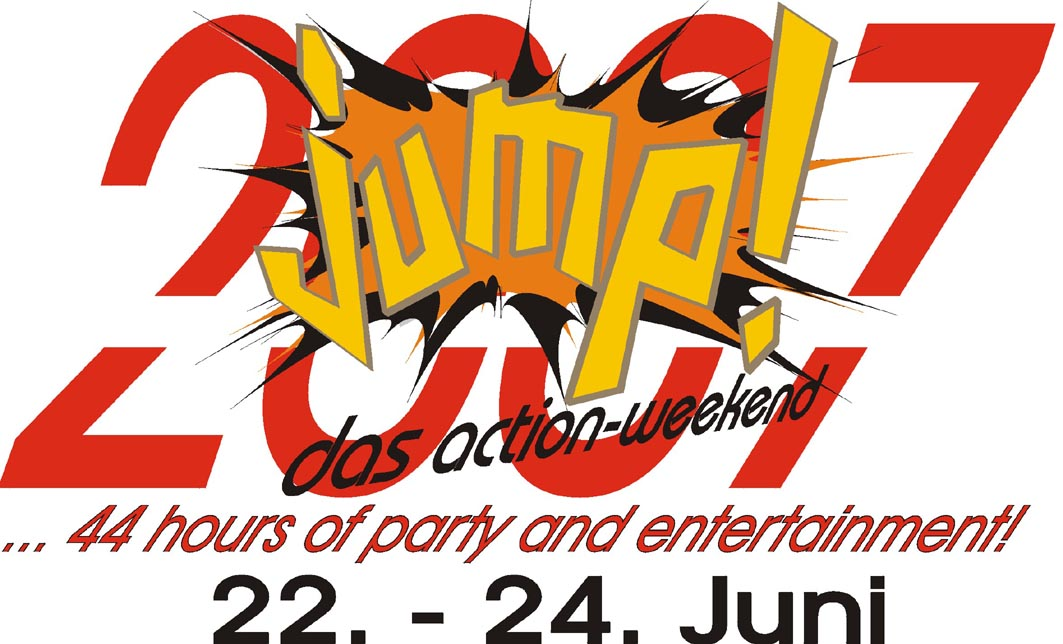 2007
jump!
das action-weekend
... 44 hours of party and entertainment!
22. - 24. Juni